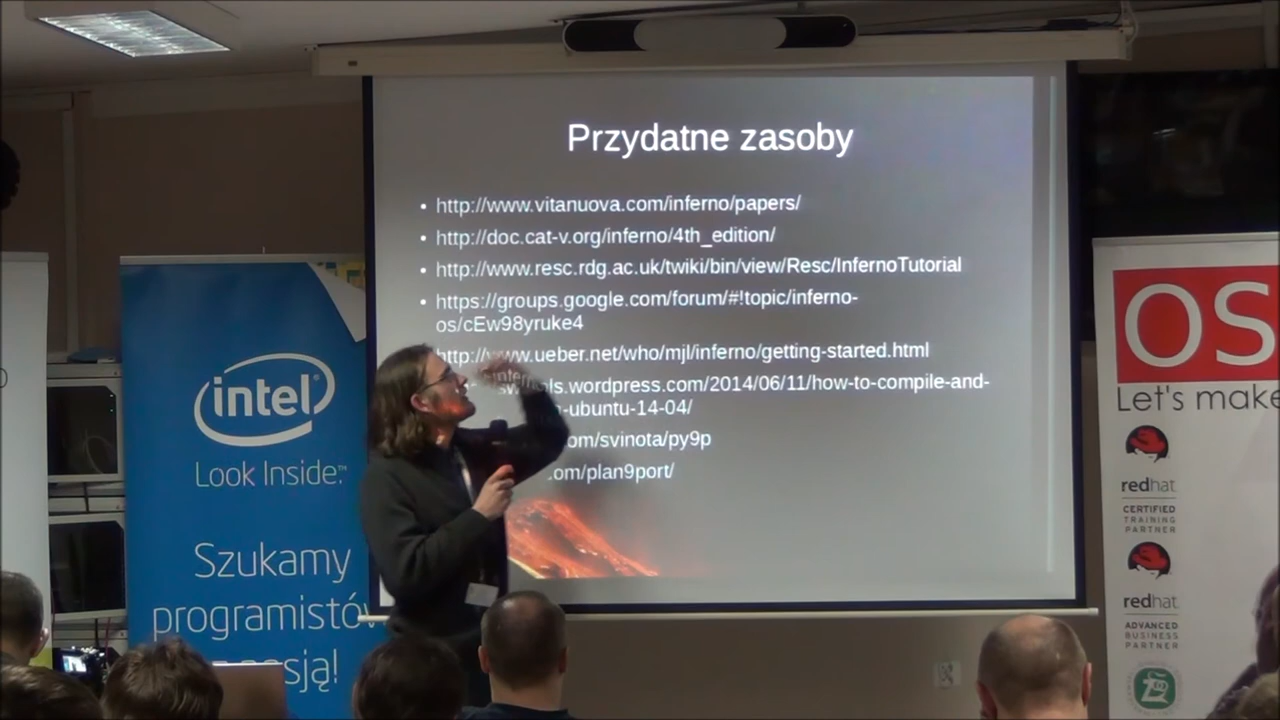 Przydatne zasoby
• http://www.vitanuova.com/inferno/papers/
• http://doc.cat-v.org/inferno/4th_edition/
• http://www.resc.rdg.ac.uk/twiki/bin/view/Resc/InfernoTutorial
• https://groups.google.com/forum/#!topic/inferno-
os/cEw98yruke4
http://www.ueber.net/who/mjl/inferno/getting-started.html
als.wordpress.com/2014/06/11/how-to-compile-and-
-ubuntu-14-04/
om/svinota/py9p
.com/plan9port/
intel®
Look Inside.™
Szukamy
programistów
sją!
OS
Let's make
redhat.
CERTIFIED
TRAINING
PARTNER
redhat.
ADVANCED
BUSINESS
PARTNER